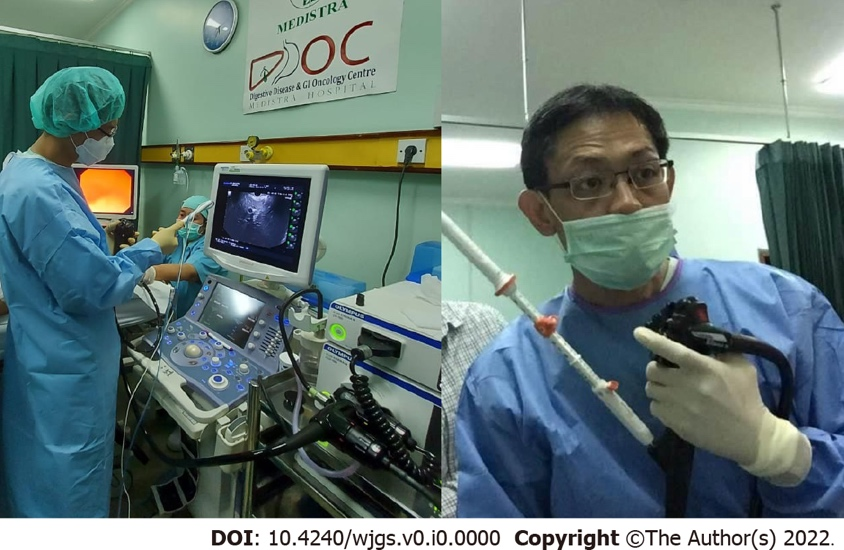 MEDISTRA
DOC
Digestive Disease & GI Oncology Centre
MEDISTRA HOSPITAL
OLYMPUS
OLYMPUS
DOI: 10.4240/wjgs.v0.i0.0000 Copyright ©The Author(s) 2022.